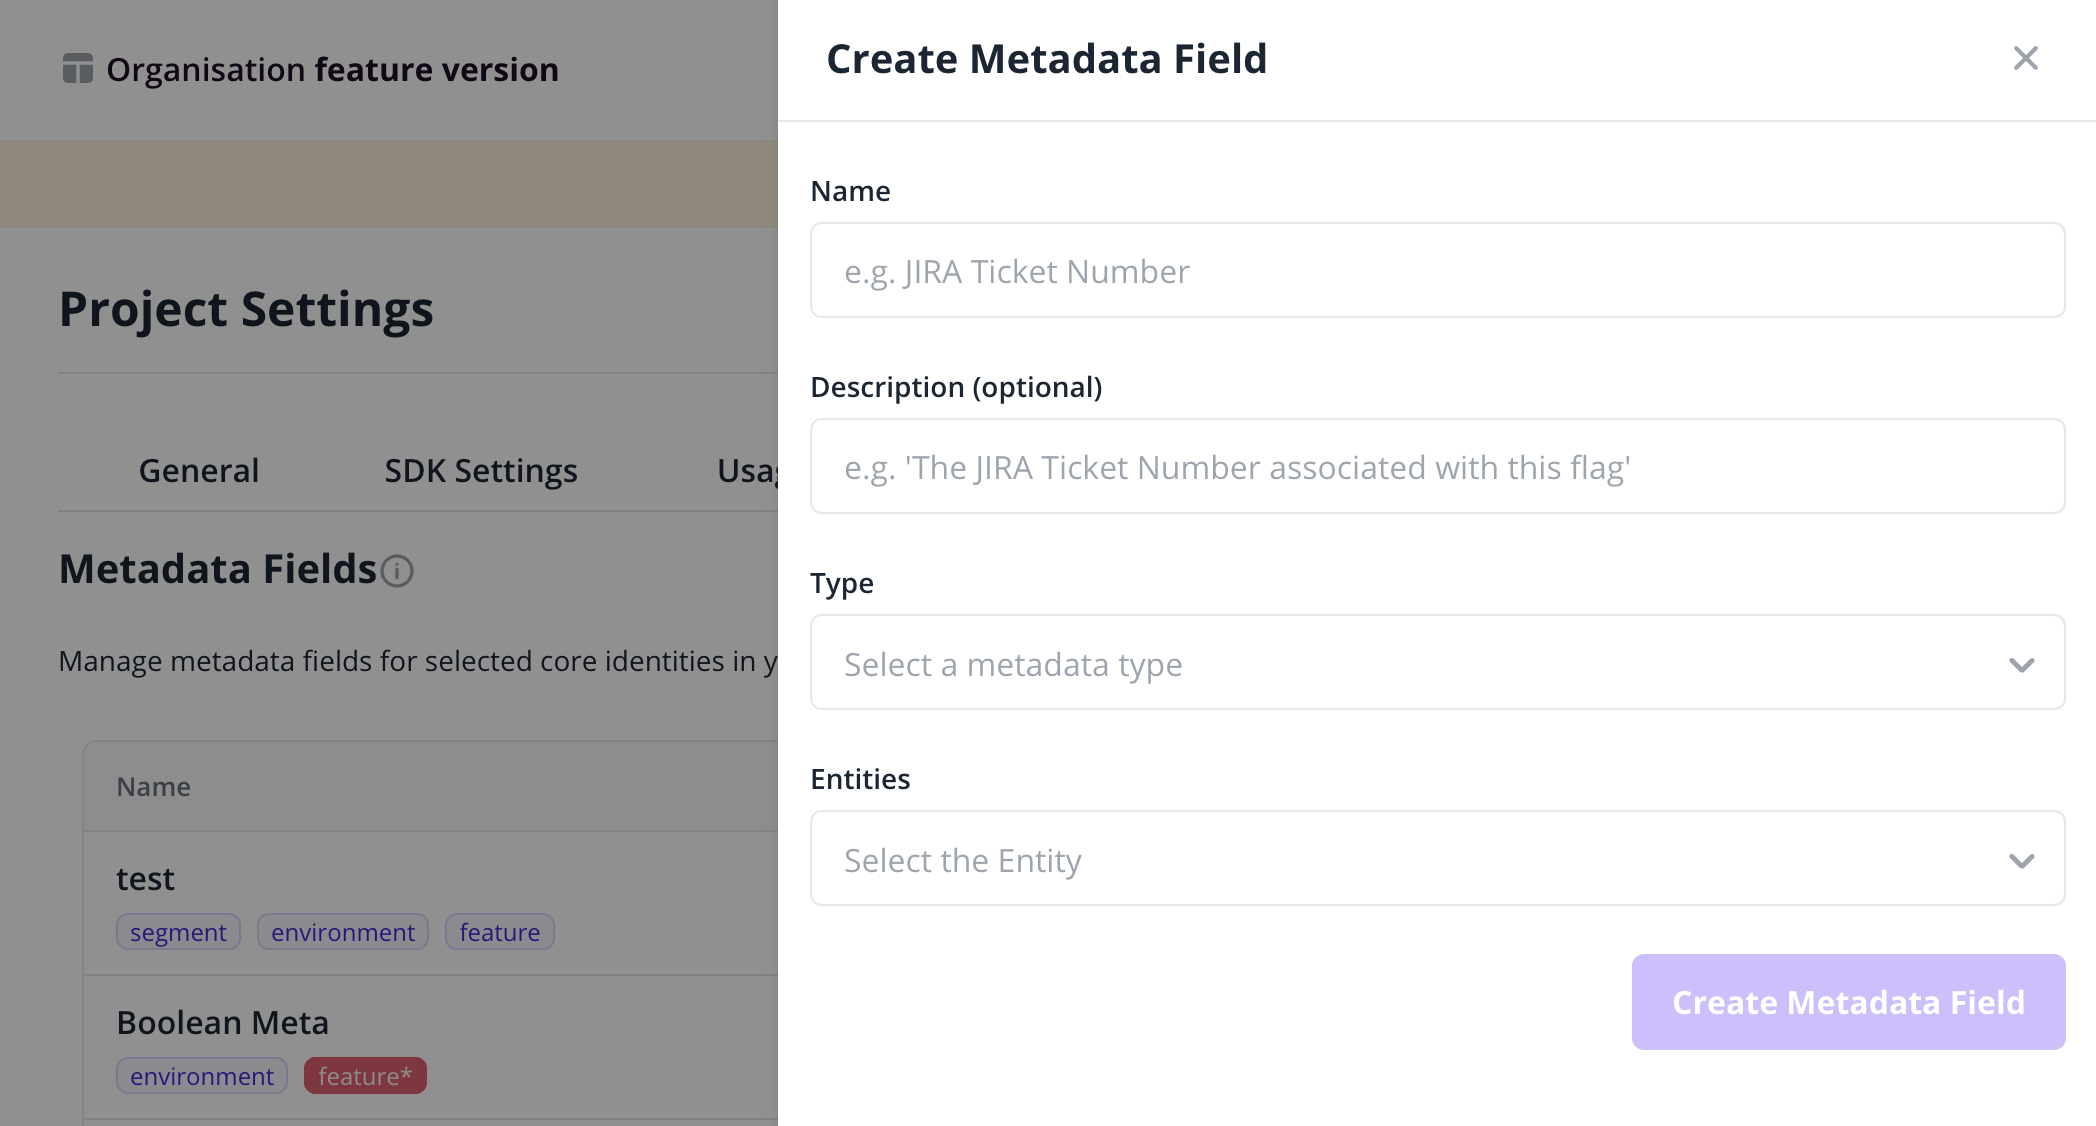 Organisation feature version
Project Settings
General SDK Settings
Metadata Fields
Manage metadata fields for selected core identities in
Name
test
segment environment feature
Boolean Meta
environment feature*
Create Metadata Field
Name
e.g. JIRA Ticket Number
Description (optional)
e.g. 'The JIRA Ticket Number associated with this flag'
Type
Select a metadata type
Entities
Select the Entity
Create Metadata Field